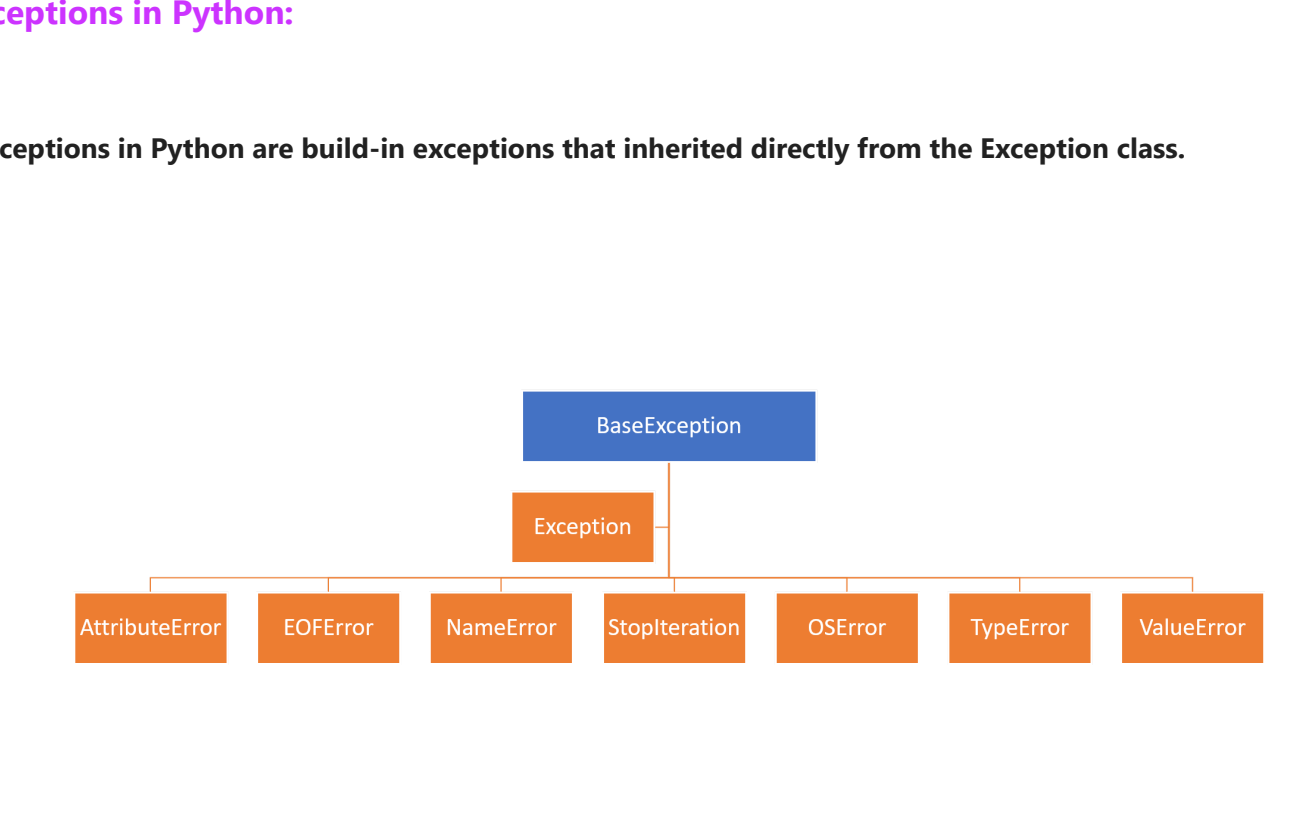 ceptions in Python:
ceptions in Python are build-in exceptions that inherited directly from the Exception class.
BaseException
Exception
AttributeError
EOFError
NameError
StopIteration
OSError
TypeError
ValueError